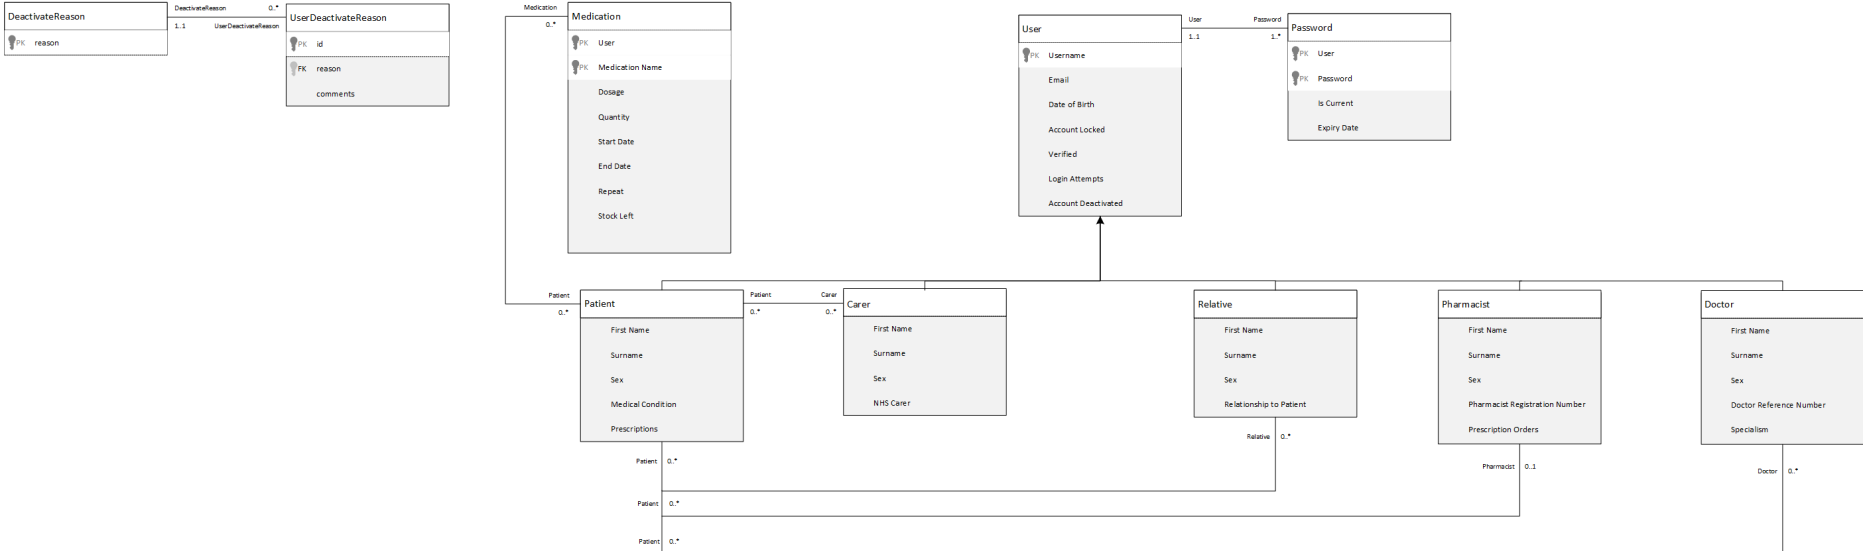 DeactivateReason
PK reason
DeactivateReason 0..*
1..1 UserDeactivateReason
UserDeactivateReason
PK id
FK reason
comments
Medication
0..*
Medication
PK User
PK Medication Name
Dosage
Quantity
Start Date
End Date
Repeat
Stock Left
User
PK Username
Email
Date of Birth
Account Locked
Verified
Login Attempts
Account Deactivated
User Password
1..1 1..*
Password
PK User
PK Password
Is Current
Expiry Date
Patient
0..*
Patient
First Name
Surname
Sex
Medical Condition
Prescriptions
Patient Carer
0..* 0..*
Carer
First Name
Surname
Sex
NHS Carer
Relative
First Name
Surname
Sex
Relationship to Patient
Pharmacist
First Name
Surname
Sex
Pharmacist Registration Number
Prescription Orders
Doctor
First Name
Surname
Sex
Doctor Reference Number
Specialism
Relative 0..*
Patient 0..*
Pharmacist 0..1
Doctor 0..*
Patient 0..*
Patient 0..*